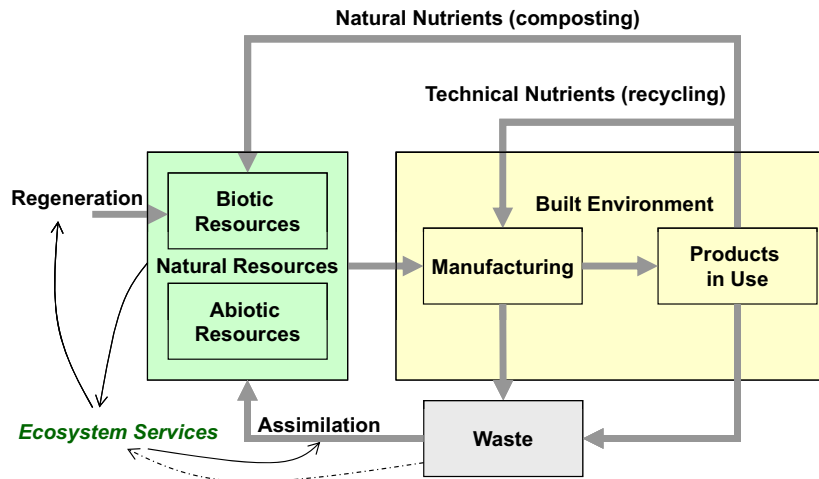 Natural Nutrients (composting)
Technical Nutrients (recycling)
Regeneration
Biotic
Resources
Built Environment
Natural Resources
Manufacturing
Products
in Use
Abiotic
Resources
Ecosystem Services
Assimilation
Waste